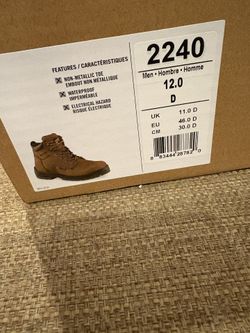 FEATURES / CARACTÉRISTIQUES
NON-METALLIC TOE
EMBOUT NON MÉTALLIQUE
WATERPROOF
IMPERMÉABLE
ELECTRICAL HAZARD
RISQUE ÉLECTRIQUE
2240
Men • Hombre • Homme
12.0
D
UK 11.0 D
EU 46.0 D
CM 30.0 D